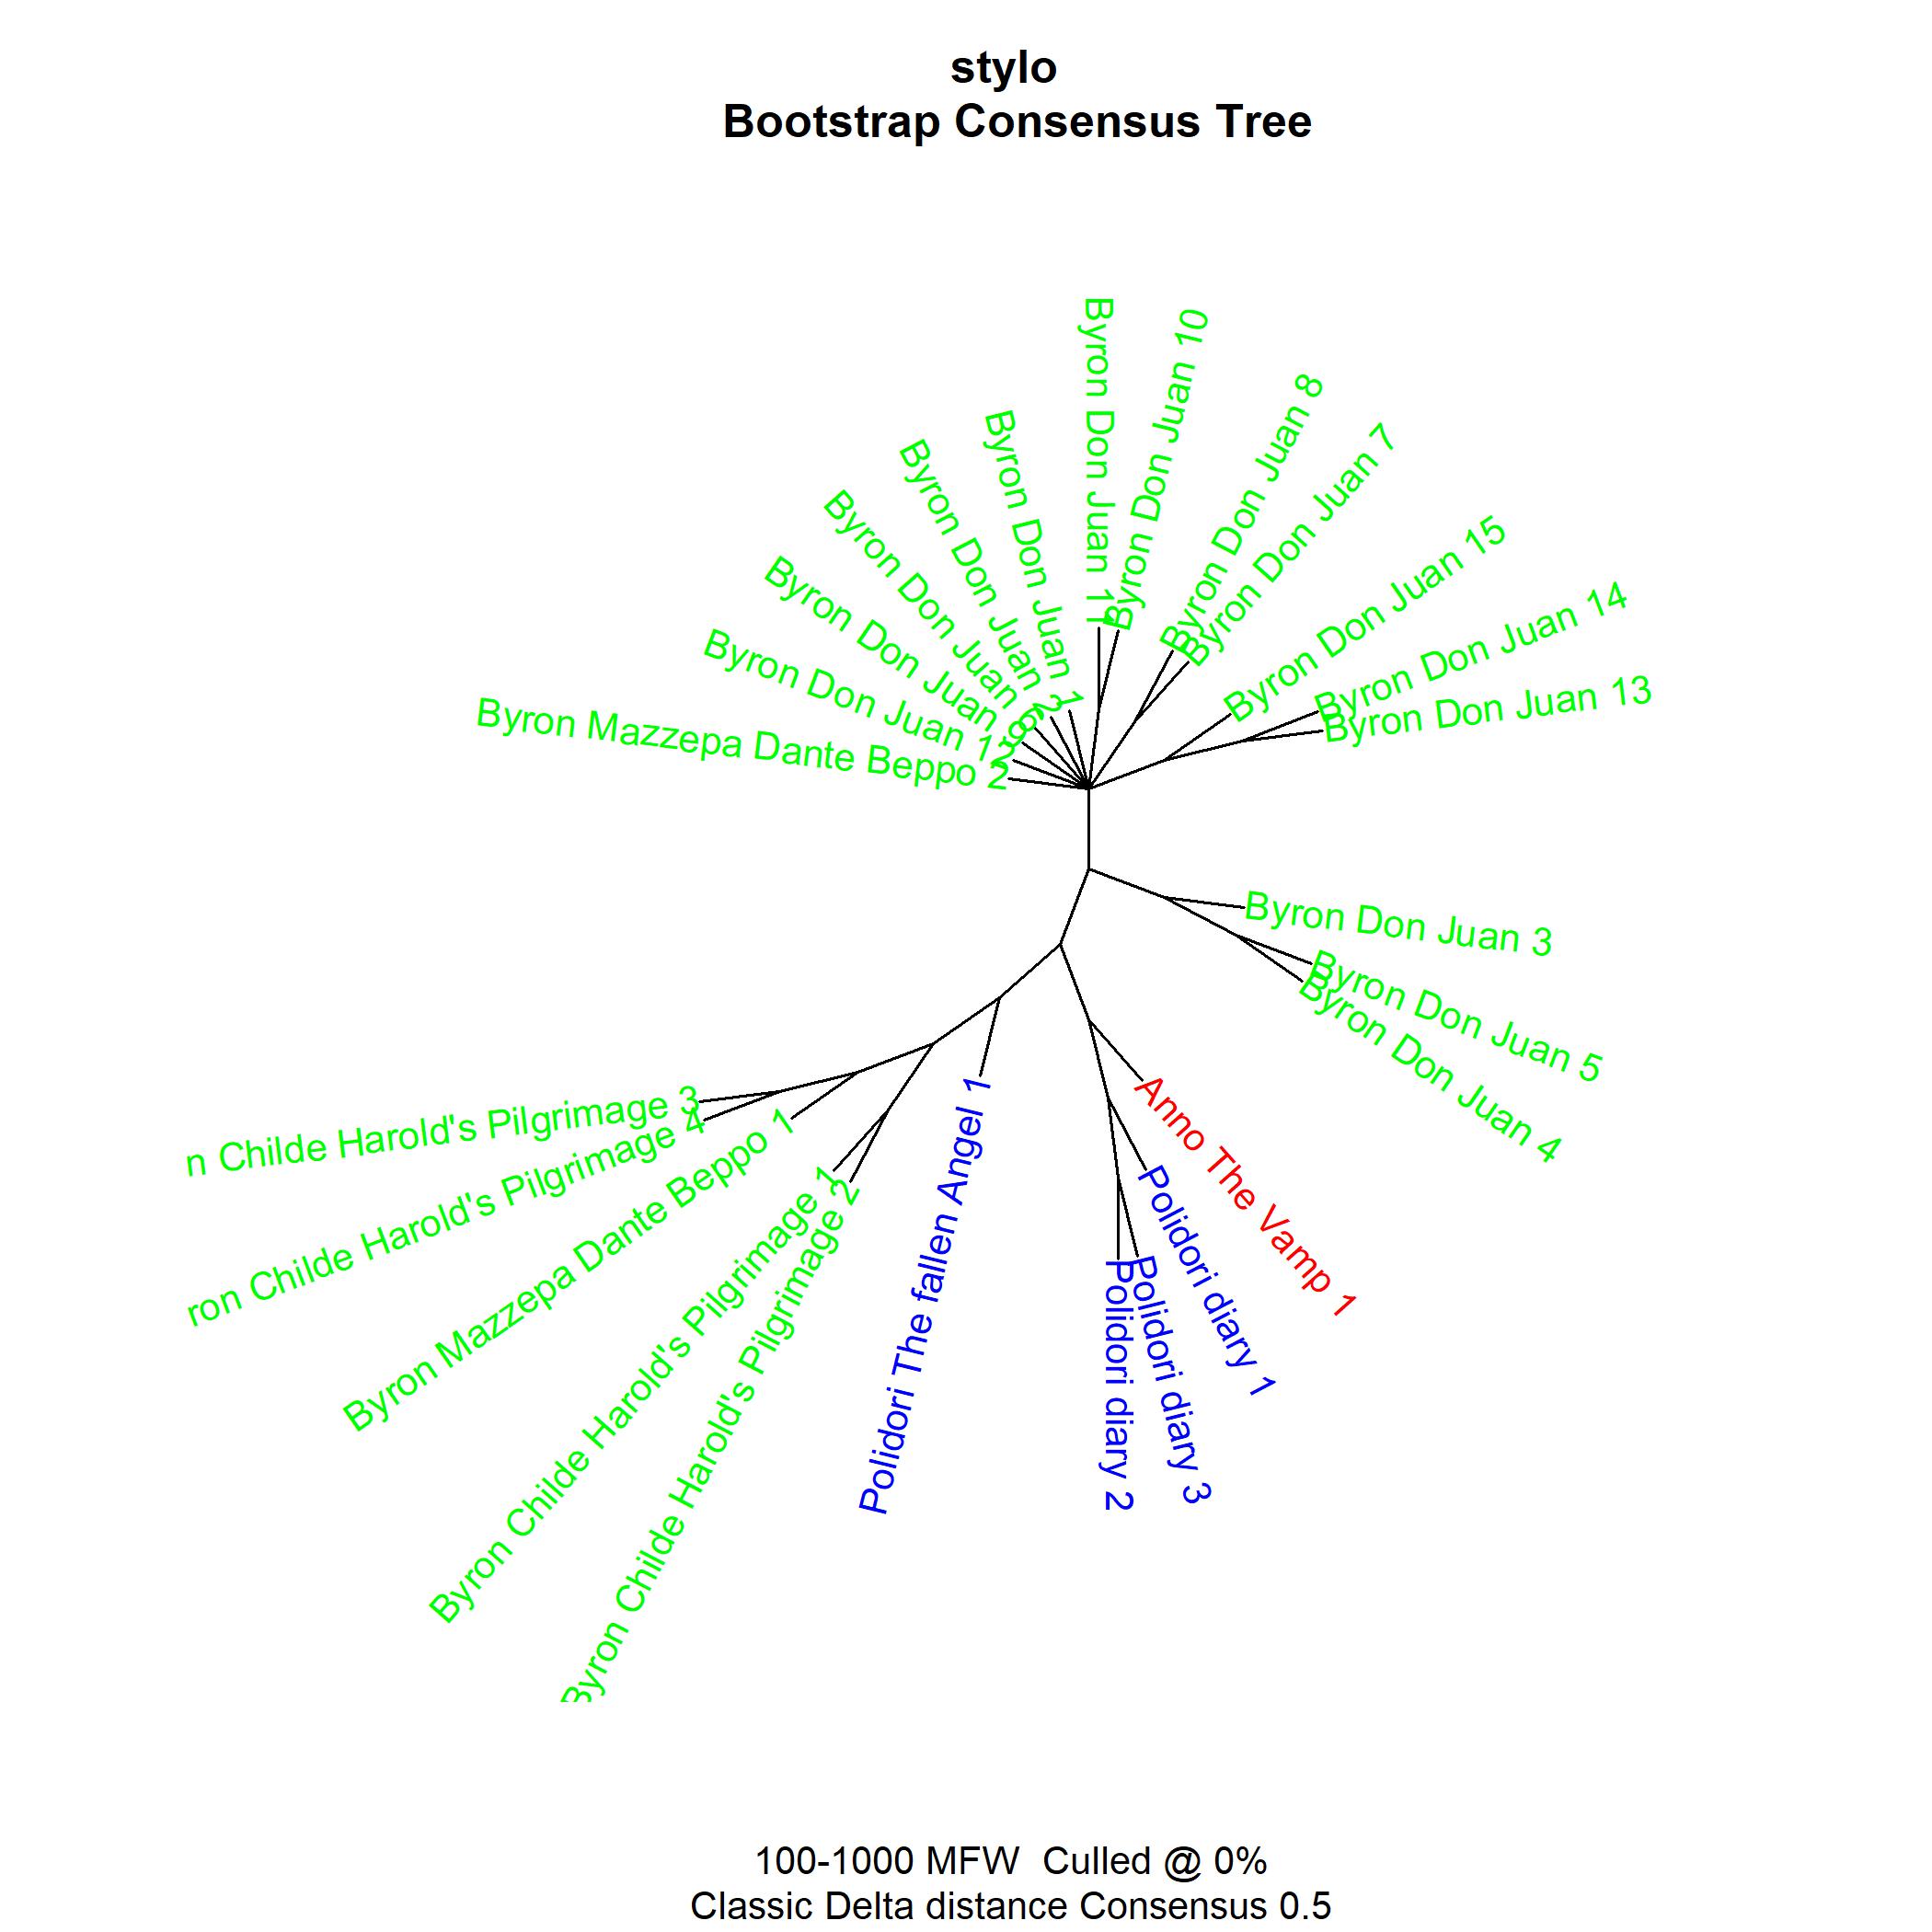 stylo
Bootstrap Consensus Tree
Byron Don Juan 11
Byron Don Juan 10
Byron Don Juan 8
Byron Don Juan 7
Byron Don Juan 15
Byron Don Juan 14
Byron Don Juan 13
Byron Don Juan 1
Byron Don Juan 2
Byron Don Juan 6
Byron Don Juan 9
Byron Don Juan 12
Byron Mazzepa Dante Beppo 2
Byron Don Juan 3
Byron Don Juan 5
Byron Don Juan 4
Anno The Vamp 1
Polidori diary 1
Polidori diary 3
Polidori diary 2
Polidori The fallen Angel 1
Byron Childe Harold's Pilgrimage 2
Byron Childe Harold's Pilgrimage 1
Byron Mazzepa Dante Beppo 1
ron Childe Harold's Pilgrimage 4
n Childe Harold's Pilgrimage 3
100-1000 MFW Culled @ 0%
Classic Delta distance Consensus 0.5